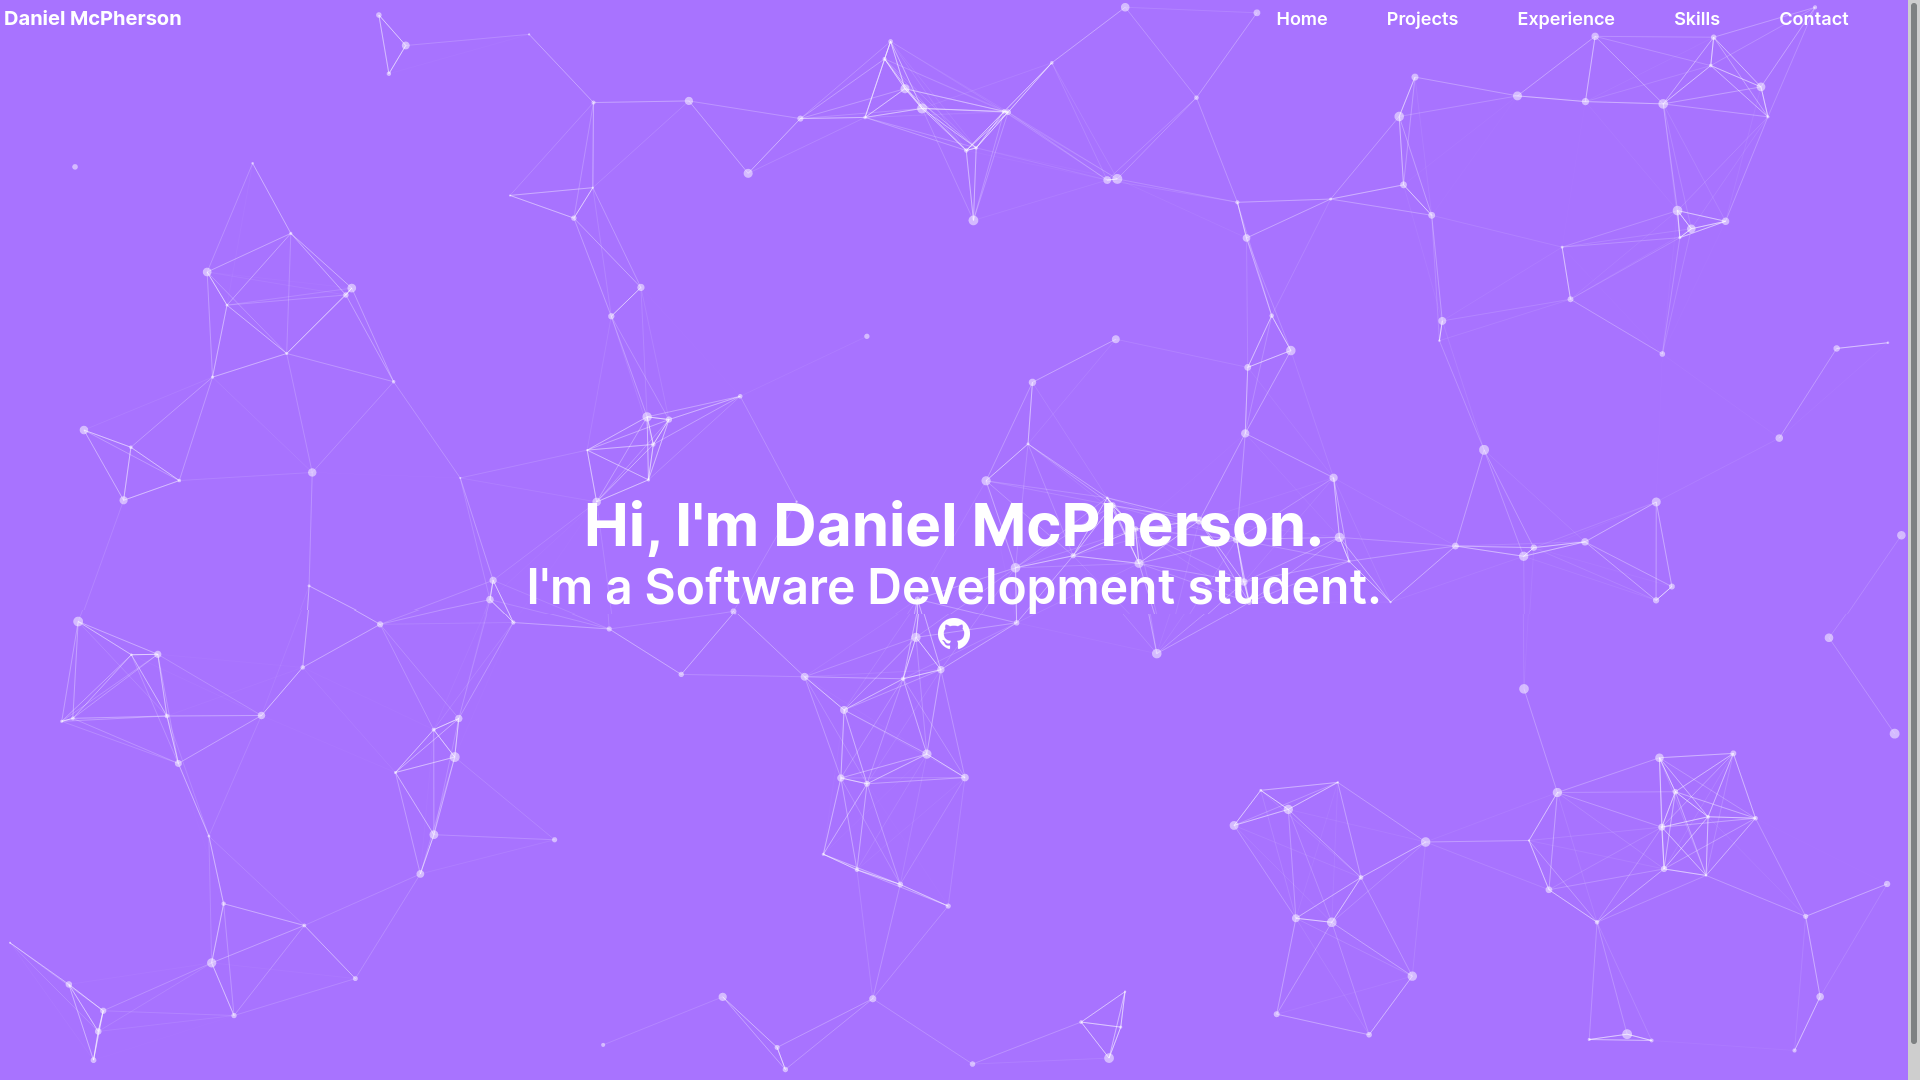 Daniel McPherson
Home Projects Experience Skills Contact
Hi, I'm Daniel McPherson.
I'm a Software Development student.